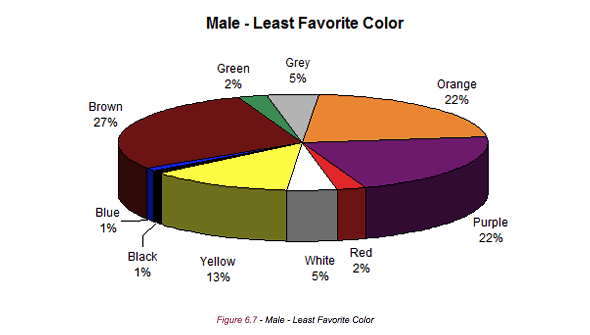 Male - Least Favorite Color
Grey
5%
Green
2%
Orange
22%
Brown
27%
Blue
1%
Black
1%
Yellow
13%
White
5%
Red
2%
Purple
22%
Figure 6.7 - Male - Least Favorite Color